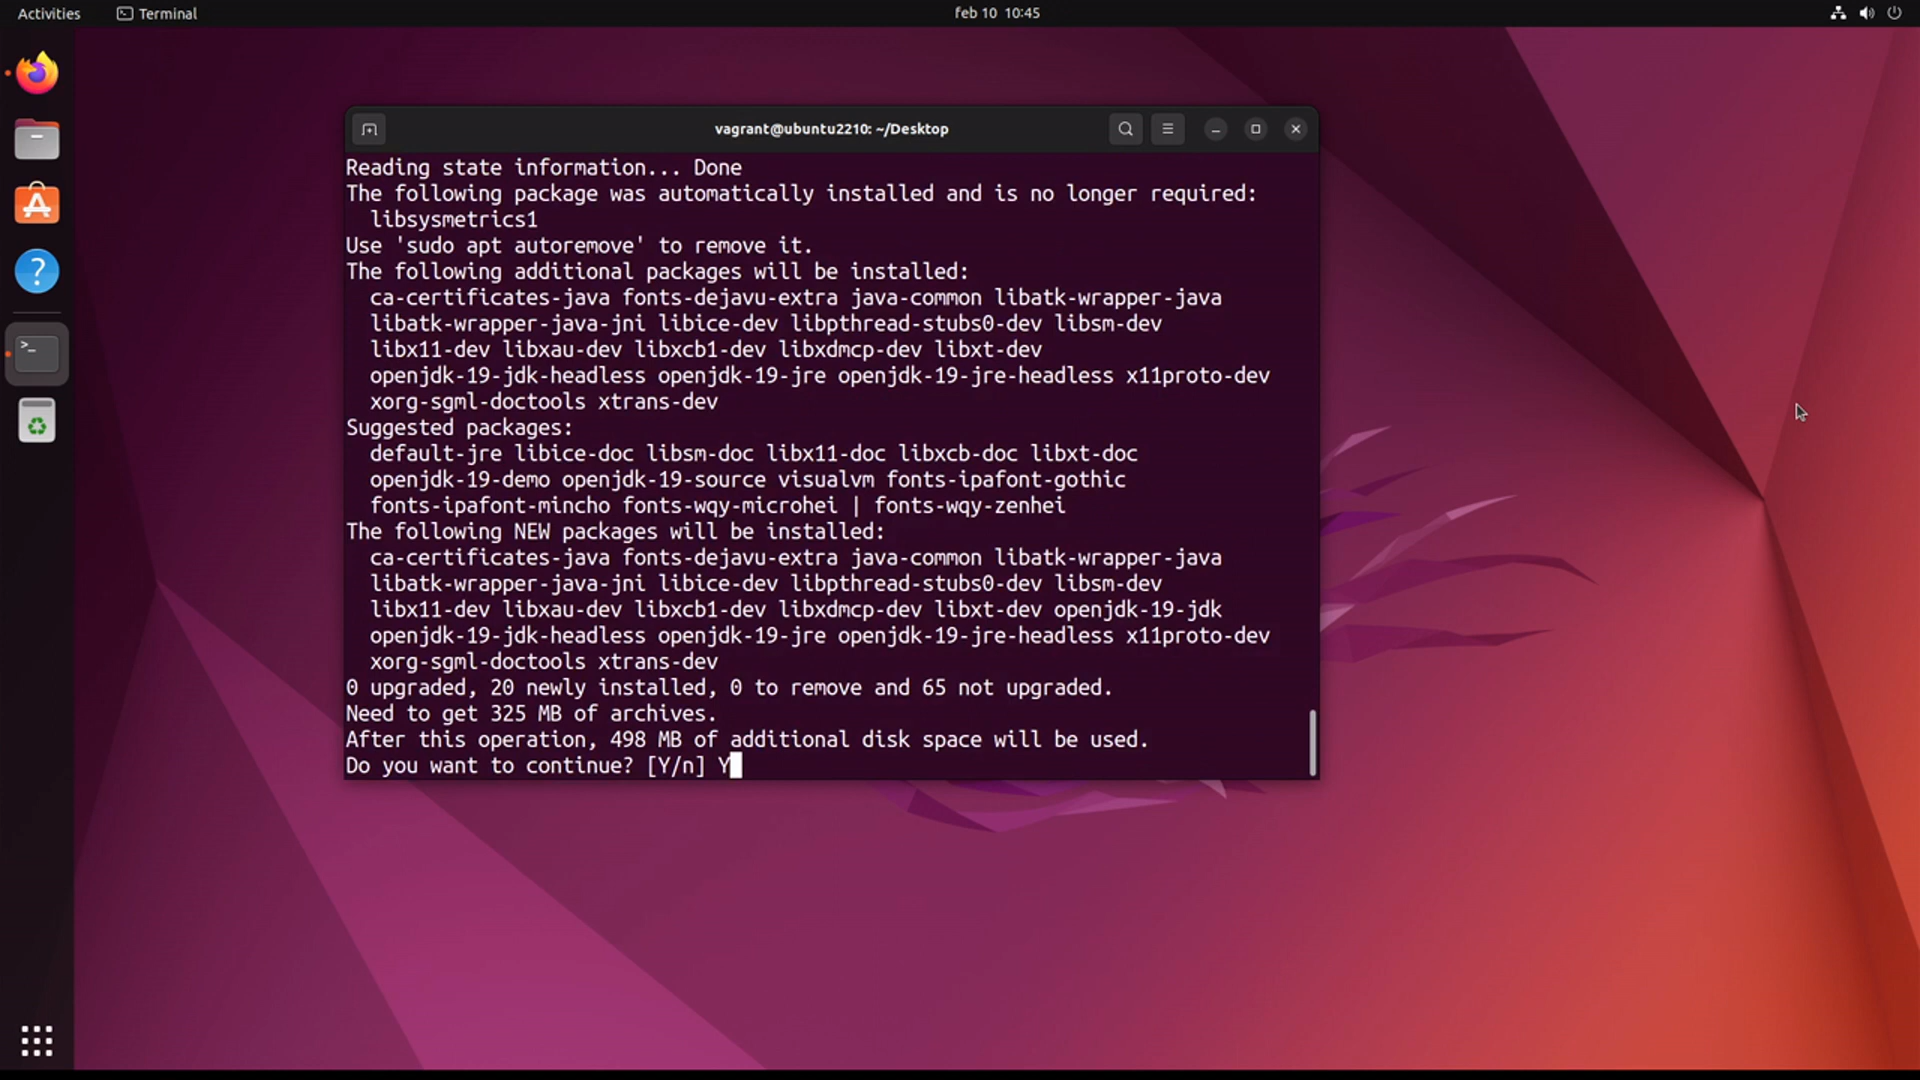 Activities Terminal feb 10 10:45
vagrant@ubuntu2210: ~/Desktop
Reading state information... Done
The following package was automatically installed and is no longer required:
  libsysmetrics1
Use 'sudo apt autoremove' to remove it.
The following additional packages will be installed:
  ca-certificates-java fonts-dejavu-extra java-common libatk-wrapper-java
  libatk-wrapper-java-jni libice-dev libpthread-stubs0-dev libsm-dev
  libx11-dev libxau-dev libxcb1-dev libxdmcp-dev libxt-dev
  openjdk-19-jdk-headless openjdk-19-jre openjdk-19-jre-headless x11proto-dev
  xorg-sgml-doctools xtrans-dev
Suggested packages:
  default-jre libice-doc libsm-doc libx11-doc libxcb-doc libxt-doc
  openjdk-19-demo openjdk-19-source visualvm fonts-ipafont-gothic
  fonts-ipafont-mincho fonts-wqy-microhei | fonts-wqy-zenhei
The following NEW packages will be installed:
  ca-certificates-java fonts-dejavu-extra java-common libatk-wrapper-java
  libatk-wrapper-java-jni libice-dev libpthread-stubs0-dev libsm-dev
  libx11-dev libxau-dev libxcb1-dev libxdmcp-dev libxt-dev openjdk-19-jdk
  openjdk-19-jdk-headless openjdk-19-jre openjdk-19-jre-headless x11proto-dev
  xorg-sgml-doctools xtrans-dev
0 upgraded, 20 newly installed, 0 to remove and 65 not upgraded.
Need to get 325 MB of archives.
After this operation, 498 MB of additional disk space will be used.
Do you want to continue? [Y/n] Y